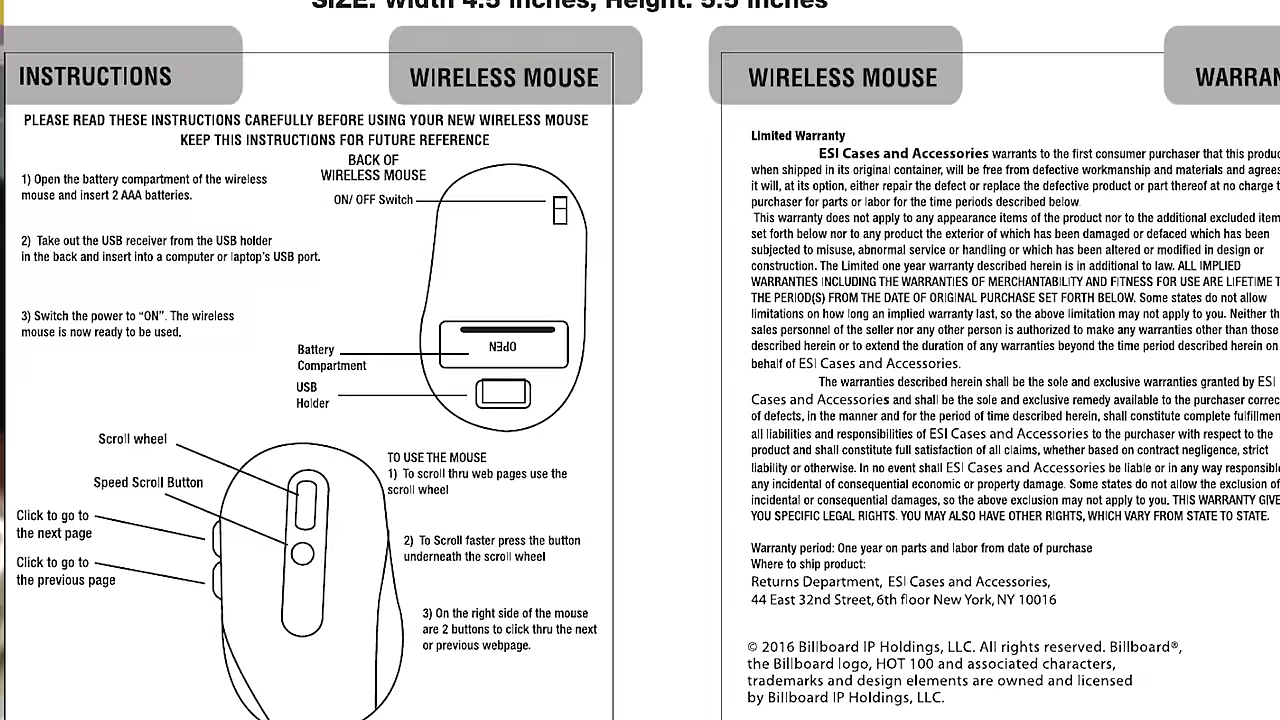 SIZE: Width 4.5 Inches, Height: 5.5 Inches
INSTRUCTIONS
WIRELESS MOUSE
PLEASE READ THESE INSTRUCTIONS CAREFULLY BEFORE USING YOUR NEW WIRELESS MOUSE
KEEP THIS INSTRUCTIONS FOR FUTURE REFERENCE
1) Open the battery compartment of the wireless
mouse and insert 2 AAA batteries.
2) Take out the USB receiver from the USB holder
in the back and insert into a computer or laptop's USB port.
3) Switch the power to “ON”. The wireless
mouse is now ready to be used.
BACK OF
WIRELESS MOUSE
ON/ OFF Switch
OPEN
Battery
Compartment
USB
Holder
Scroll wheel
Speed Scroll Button
Click to go to
the next page
Click to go to
the previous page
TO USE THE MOUSE
1) To scroll thru web pages use the
scroll wheel
2) To Scroll faster press the button
underneath the scroll wheel
3) On the right side of the mouse
are 2 buttons to click thru the next
or previous webpage.
WIRELESS MOUSE
Limited Warranty
ESI Cases and Accessories warrants to the first consumer purchaser that this
when shipped in its original container, will be free from defective workmanship and materials and agrees
it will, at its option, either repair the defect or replace the defective product or part thereof at no charge
purchaser for parts or labor for the time periods described below.
This warranty does not apply to any appearance items of the product nor to the additional excluded
set forth below nor to any product the exterior of which has been damaged or defaced which has been
subjected to misuse, abnormal service or handling or which has been altered or modified in design or
construction. The Limited one year warranty described herein is in additional to law. ALL IMPLIED
WARRANTIES INCLUDING THE WARRANTIES OF MERCHANTABILITY AND FITNESS FOR USE ARE LIFETIME
THE PERIOD(S) FROM THE DATE OF ORIGINAL PURCHASE SET FORTH BELOW. Some states do not allow
limitations on how long an implied warranty last, so the above limitation may not apply to you. Neither
sales personnel of the seller nor any other person is authorized to make any warranties other than those
described herein or to extend the duration of any warranties beyond the time period described herein on
behalf of ESI Cases and Accessories.
The warranties described herein shall be the sole and exclusive warranties granted by ESI
Cases and Accessories and shall be the sole and exclusive remedy available to the purchaser
of defects, in the manner and for the period of time described herein, shall constitute complete
all liabilities and responsibilities of ESI Cases and Accessories to the purchaser with respect to the
product and shall constitute full satisfaction of all claims, whether based on contract negligence, strict
liability or otherwise. In no event shall ESI Cases and Accessories be liable or in any way
any incidental of consequential economic or property damage. Some states do not allow the exclusion of
incidental or consequential damages, so the above exclusion may not apply to you. THIS WARRANTY
YOU SPECIFIC LEGAL RIGHTS. YOU MAY ALSO HAVE OTHER RIGHTS, WHICH VARY FROM STATE TO STATE.
Warranty period: One year on parts and labor from date of purchase
Where to ship product:
Returns Department, ESI Cases and Accessories,
44 East 32nd Street, 6th floor New York, NY 10016
© 2016 Billboard IP Holdings, LLC. All rights reserved. Billboard®,
the Billboard logo, HOT 100 and associated characters,
trademarks and design elements are owned and licensed
by Billboard IP Holdings, LLC.